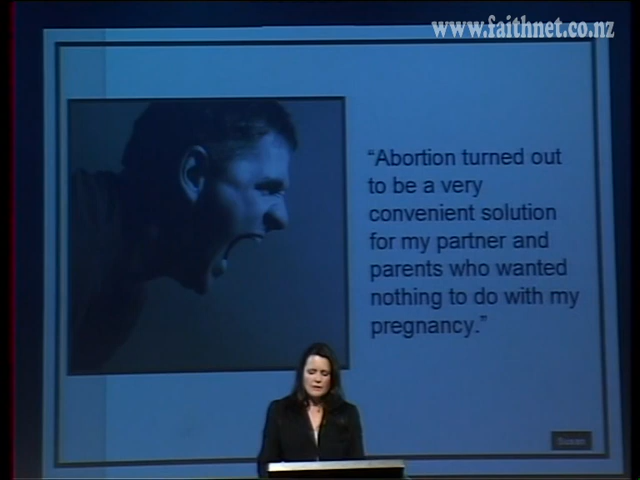 www.faithnet.co.nz
“Abortion turned out
to be a very
convenient solution
for my partner and
parents who wanted
nothing to do with my
pregnancy.”
Susan